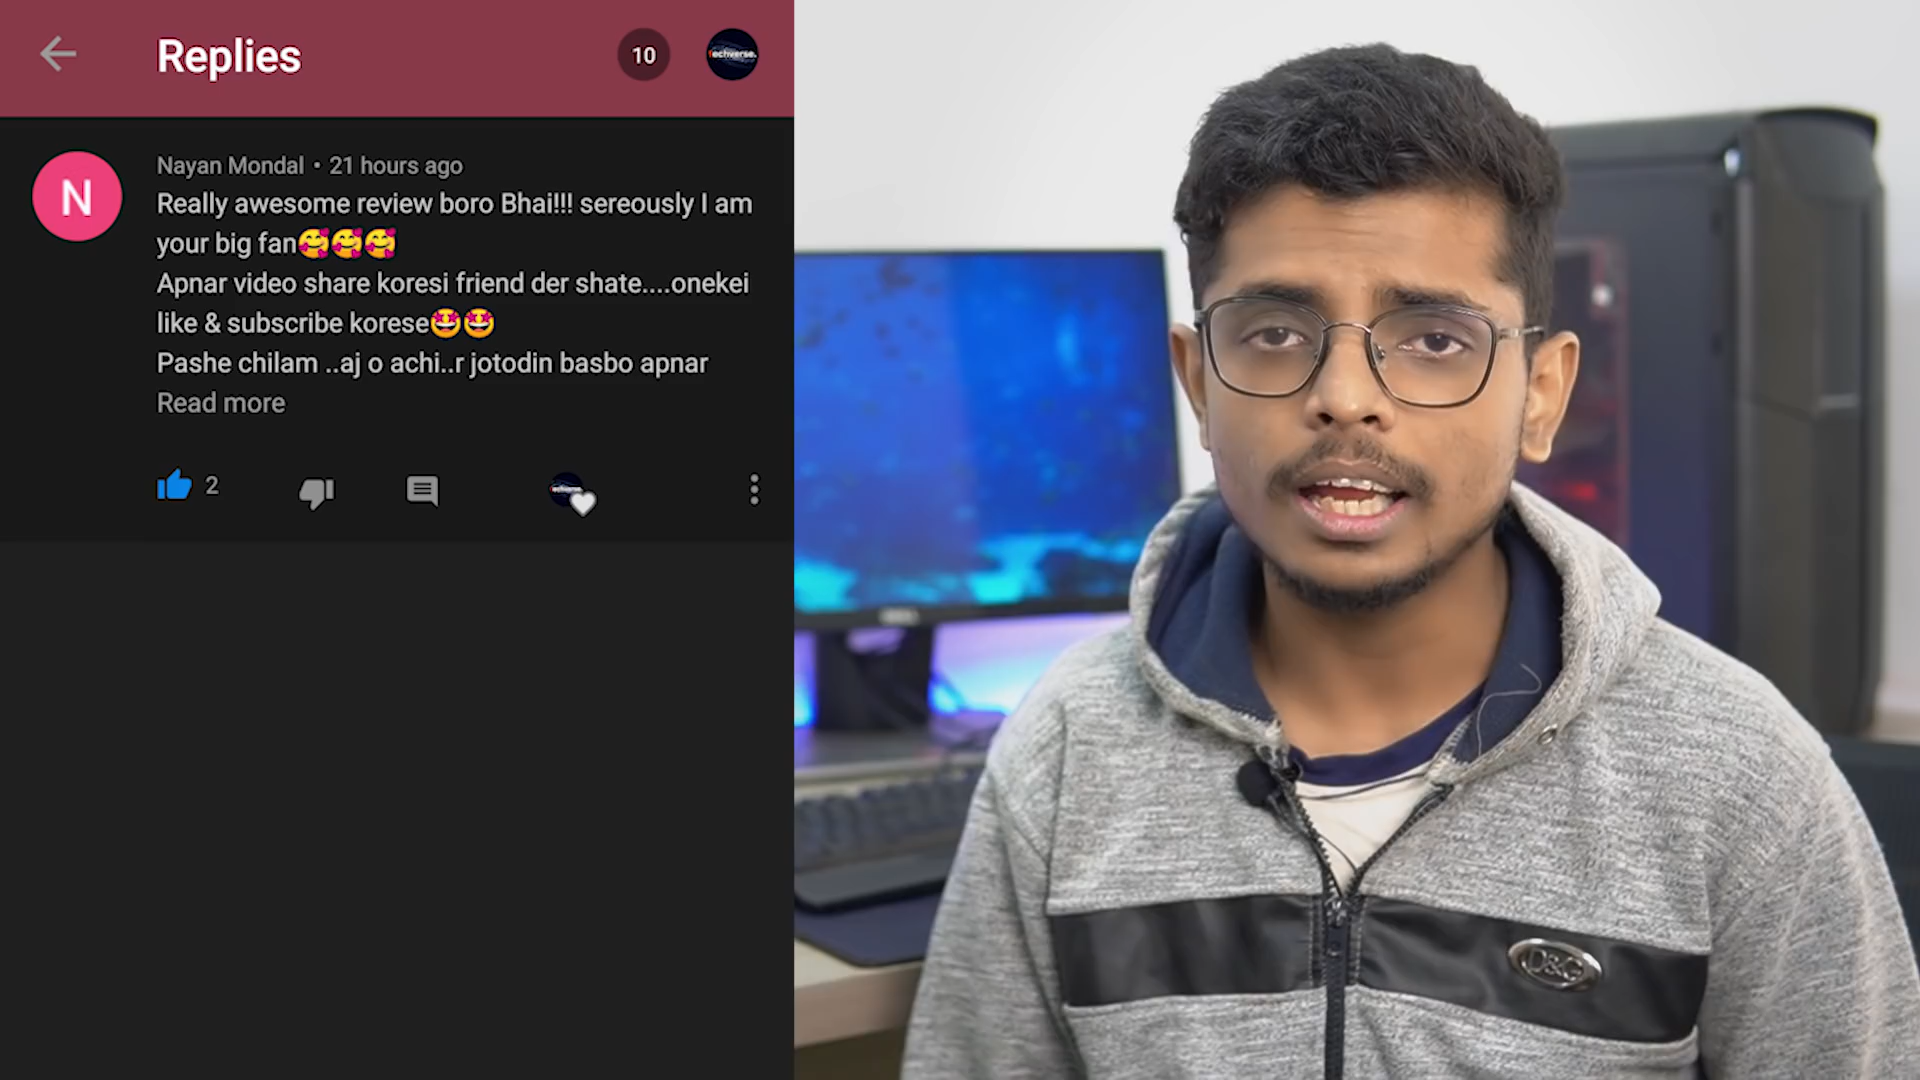 Replies
10
Techverse.
Nayan Mondal • 21 hours ago
Really awesome review boro Bhai!!! sereously I am
your big fan🥰🥰🥰
Apnar video share koresi friend der shate....onekei
like & subscribe korese🤩🤩
Pashe chilam ..aj o achi..r jotodin basbo apnar
Read more
2
N
D&G
DELL